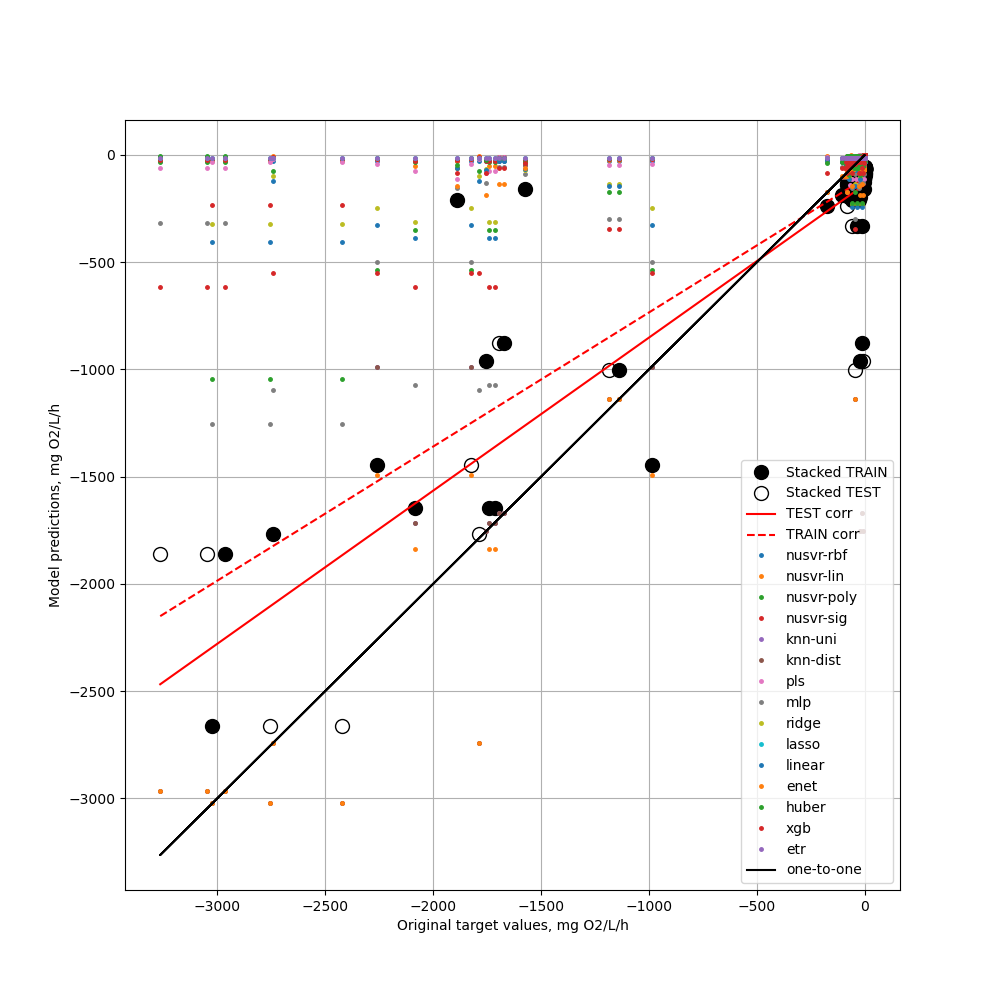 0
−500
−1000
−1500
−2000
−2500
−3000
Model predictions, mg O2/L/h
−3000
−2500
−2000
−1500
−1000
−500
0
Original target values, mg O2/L/h
Stacked TRAIN
Stacked TEST
TEST corr
TRAIN corr
nusvr-rbf
nusvr-lin
nusvr-poly
nusvr-sig
knn-uni
knn-dist
pls
mlp
ridge
lasso
linear
enet
huber
xgb
etr
one-to-one